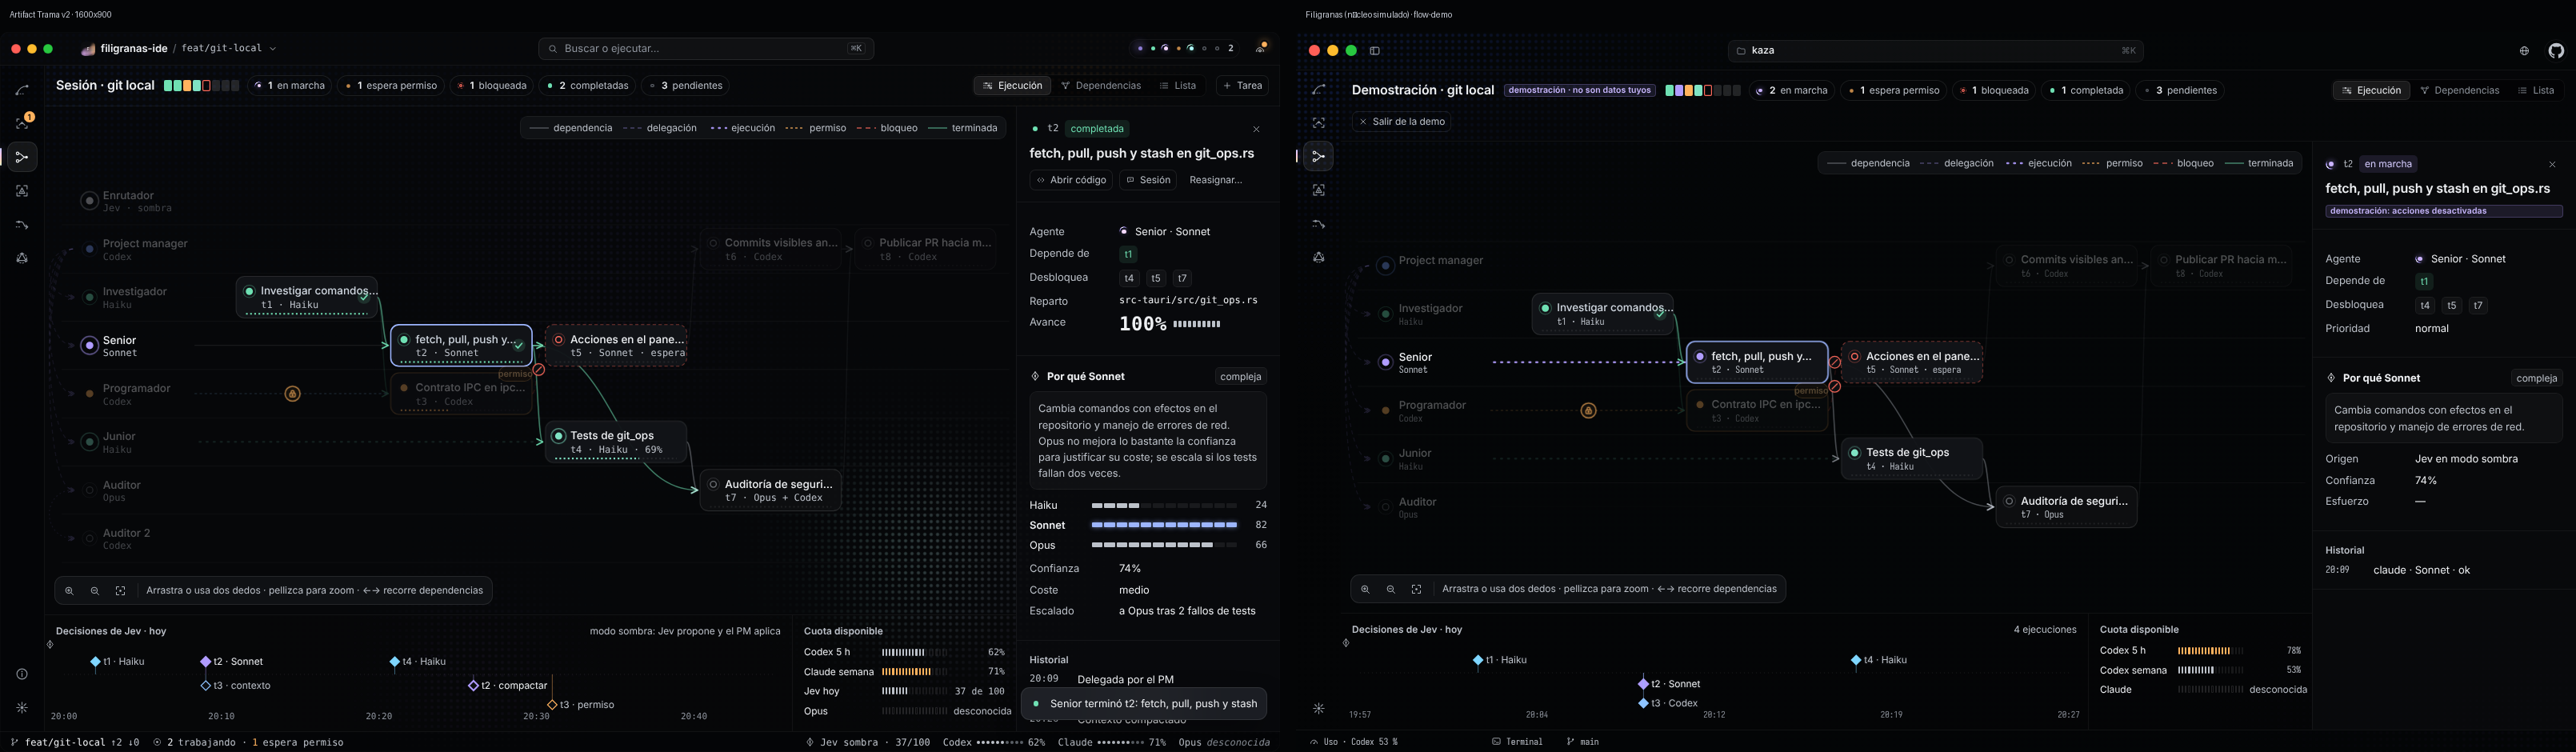 Artifact Trama v2 · 1600x900
filigranas-ide / feat/git-local
Buscar o ejecutar... ⌘K
2
Sesión · git local
1 en marcha
1 espera permiso
1 bloqueada
2 completadas
3 pendientes
Ejecución
Dependencias
Lista
+ Tarea
1
dependencia
delegación
ejecución
permiso
bloqueo
terminada
Enrutador
Jev · sombra
Project manager
Codex
Investigador
Haiku
Senior
Sonnet
Programador
Codex
Junior
Haiku
Auditor
Opus
Auditor 2
Codex
Investigar comandos...
t1 · Haiku
fetch, pull, push y...
t2 · Sonnet
Acciones en el pane...
t5 · Sonnet · espera
permiso
Contrato IPC en ipc...
t3 · Codex
Tests de git_ops
t4 · Haiku · 69%
Auditoría de seguri...
t7 · Opus + Codex
Commits visibles an...
t6 · Codex
Publicar PR hacia m...
t8 · Codex
Arrastra o usa dos dedos · pellizca para zoom · ←→ recorre dependencias
t2 completada
fetch, pull, push y stash en git_ops.rs
Abrir código
Sesión
Reasignar...
Agente Senior · Sonnet
Depende de t1
Desbloquea t4 t5 t7
Reparto src-tauri/src/git_ops.rs
Avance 100%
Por qué Sonnet compleja
Cambia comandos con efectos en el
repositorio y manejo de errores de red.
Opus no mejora lo bastante la confianza
para justificar su coste; se escala si los tests
fallan dos veces.
Haiku 24
Sonnet 82
Opus 66
Confianza 74%
Coste medio
Escalado a Opus tras 2 fallos de tests
Historial
20:09 Delegada por el PM
Senior terminó t2: fetch, pull, push y stash
Contexto compactado
Decisiones de Jev · hoy
modo sombra: Jev propone y el PM aplica
t1 · Haiku
t2 · Sonnet
t3 · contexto
t4 · Haiku
t2 · compactar
t3 · permiso
20:00 20:10 20:20 20:30 20:40
Cuota disponible
Codex 5 h 62%
Claude semana 71%
Jev hoy 37 de 100
Opus desconocida
feat/git-local ↑2 ↓0
2 trabajando · 1 espera permiso
Jev sombra · 37/100
Codex 62%
Claude 71%
Opus desconocida
Filigranas (núcleo simulado) · flow-demo
kaza ⌘K
Demostración · git local
demostración · no son datos tuyos
2 en marcha
1 espera permiso
1 bloqueada
1 completada
3 pendientes
Ejecución
Dependencias
Lista
× Salir de la demo
dependencia
delegación
ejecución
permiso
bloqueo
terminada
Project manager
Investigador
Haiku
Senior
Sonnet
Programador
Codex
Junior
Haiku
Auditor
Opus
Investigar comandos...
t1 · Haiku
fetch, pull, push y...
t2 · Sonnet
Acciones en el pane...
t5 · Sonnet · espera
permiso
Contrato IPC en ipc...
t3 · Codex
Tests de git_ops
t4 · Haiku
Auditoría de seguri...
t7 · Opus
Commits visibles an...
t6 · Codex
Publicar PR hacia m...
t8 · Codex
Arrastra o usa dos dedos · pellizca para zoom · ←→ recorre dependencias
t2 en marcha
fetch, pull, push y stash en git_ops.rs
demostración: acciones desactivadas
Agente Senior · Sonnet
Depende de t1
Desbloquea t4 t5 t7
Prioridad normal
Por qué Sonnet compleja
Cambia comandos con efectos en el
repositorio y manejo de errores de red.
Origen Jev en modo sombra
Confianza 74%
Esfuerzo —
Historial
20:09 claude · Sonnet · ok
Decisiones de Jev · hoy
4 ejecuciones
t1 · Haiku
t2 · Sonnet
t3 · Codex
t4 · Haiku
19:57 20:04 20:12 20:19 20:27
Cuota disponible
Codex 5 h 78%
Codex semana 53%
Claude desconocida
Uso · Codex 53 %
Terminal
main